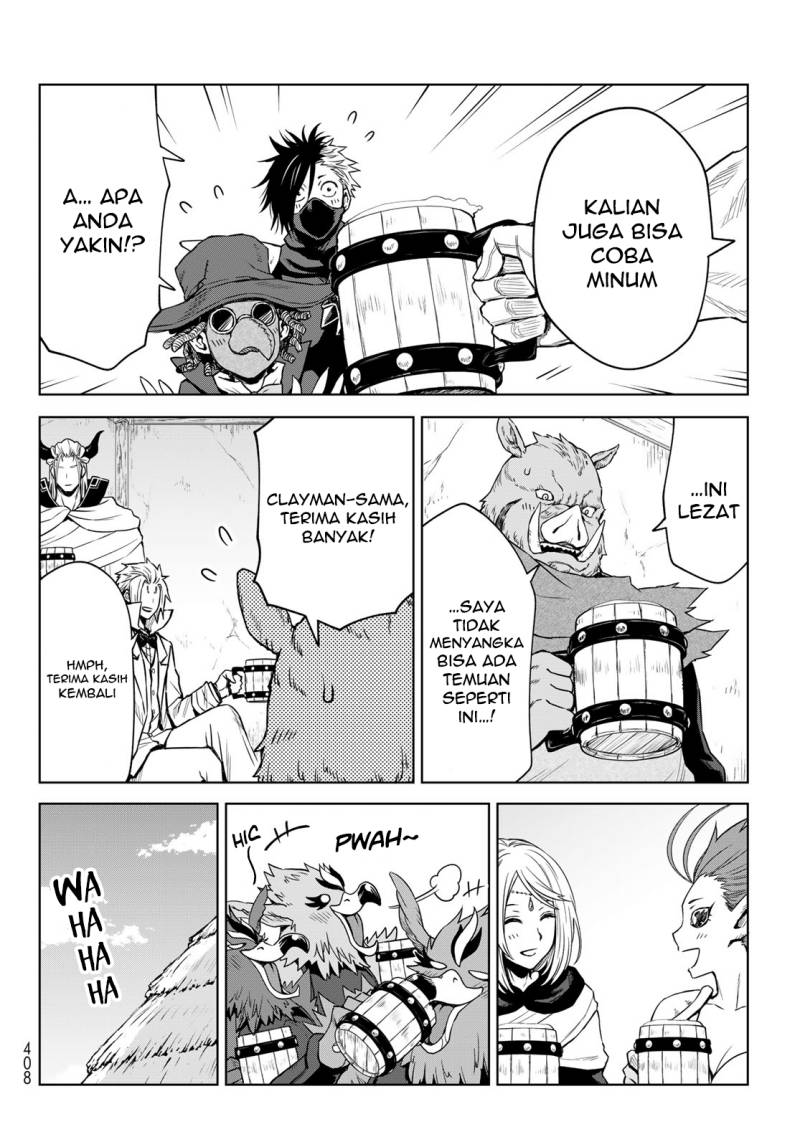 KALIAN
JUGA BISA
COBA
MINUM
A... APA
ANDA
YAKIN!?
...INI
LEZAT
...SAYA
TIDAK
MENYANGKA
BISA ADA
TEMUAN
SEPERTI
INI...!
CLAYMAN-SAMA,
TERIMA KASIH
BANYAK!
HMPH,
TERIMA KASIH
KEMBALI
PWAH~
HIC
WA
HA
HA
HA
408